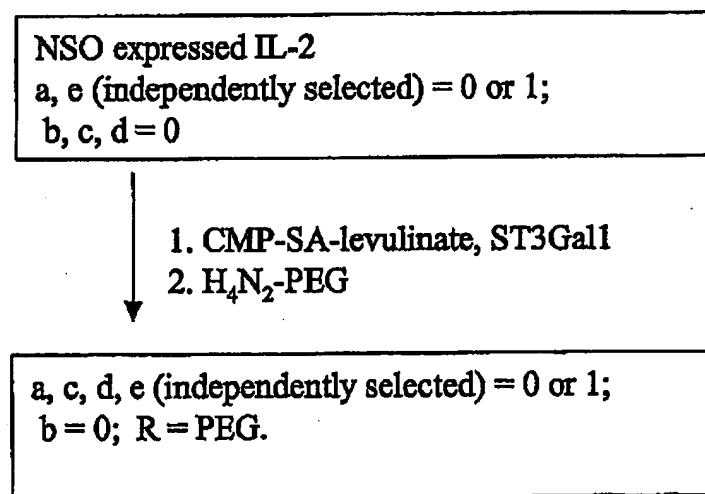 NSO expressed IL-2
a, e (independently selected) = 0 or 1;
b, c, d = 0
1. CMP-SA-levulinate, ST3Gal1
2. H₄N₂-PEG
a, c, d, e (independently selected) = 0 or 1;
b = 0; R = PEG.